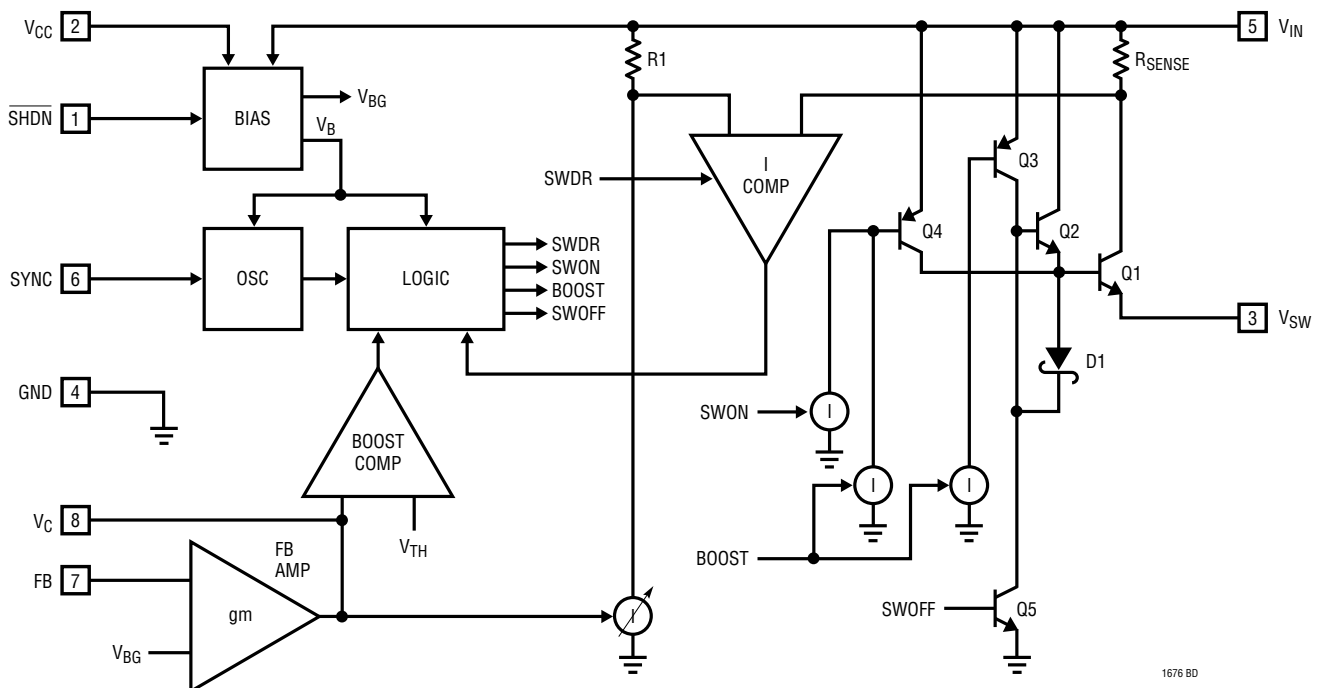 VCC 2
5 VIN
R1
RSENSE
SHDN 1
BIAS
VBG
VB
I
COMP
SWDR
Q3
Q4
Q2
Q1
SYNC 6
OSC
LOGIC
SWDR
SWON
BOOST
SWOFF
3 VSW
D1
GND 4
SWON
I
BOOST
COMP
I
I
VC 8
VTH
BOOST
FB
AMP
FB 7
gm
I
SWOFF
Q5
VBG
1676 BD